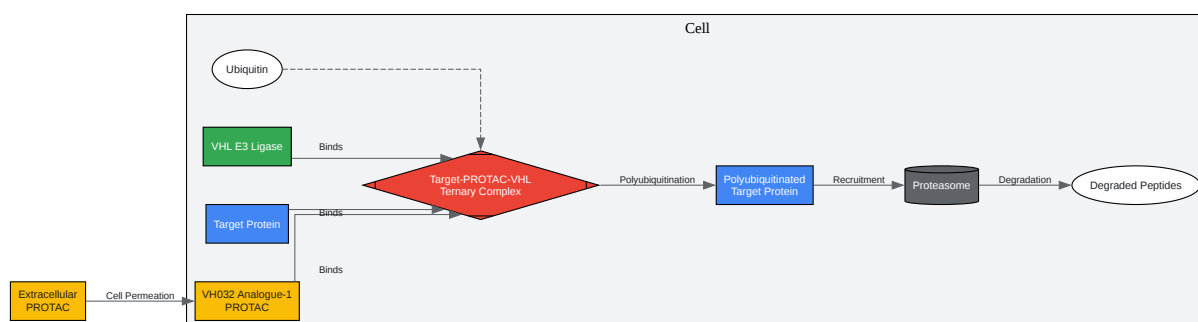 Cell
Ubiquitin
VHL E3 Ligase
Binds
Target-PROTAC-VHL
Ternary Complex
Polyubiquitination
Polyubiquitinated
Target Protein
Recruitment
Proteasome
Degradation
Degraded Peptides
Target Protein
Binds
Binds
Extracellular
PROTAC
Cell Permeation
VH032 Analogue-1
PROTAC